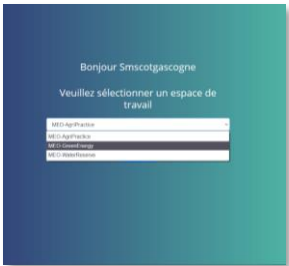 Bonjour Smscotgascogne
Veuillez sélectionner un espace de
travail
MEO-AgriPractice
MEO-AgriPractice
MEO-GreenEnergy
MEO-WaterReserve